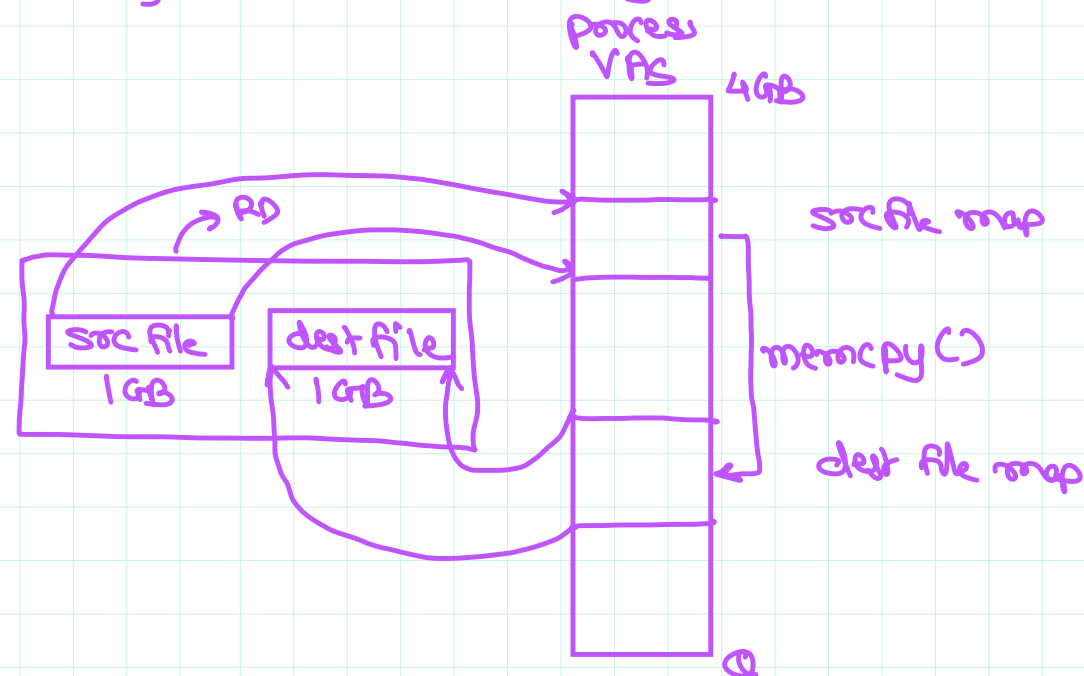 process
VAS
4GB
RD
src file map
src file
dest file
memcpy()
1GB
1GB
dest file map
0